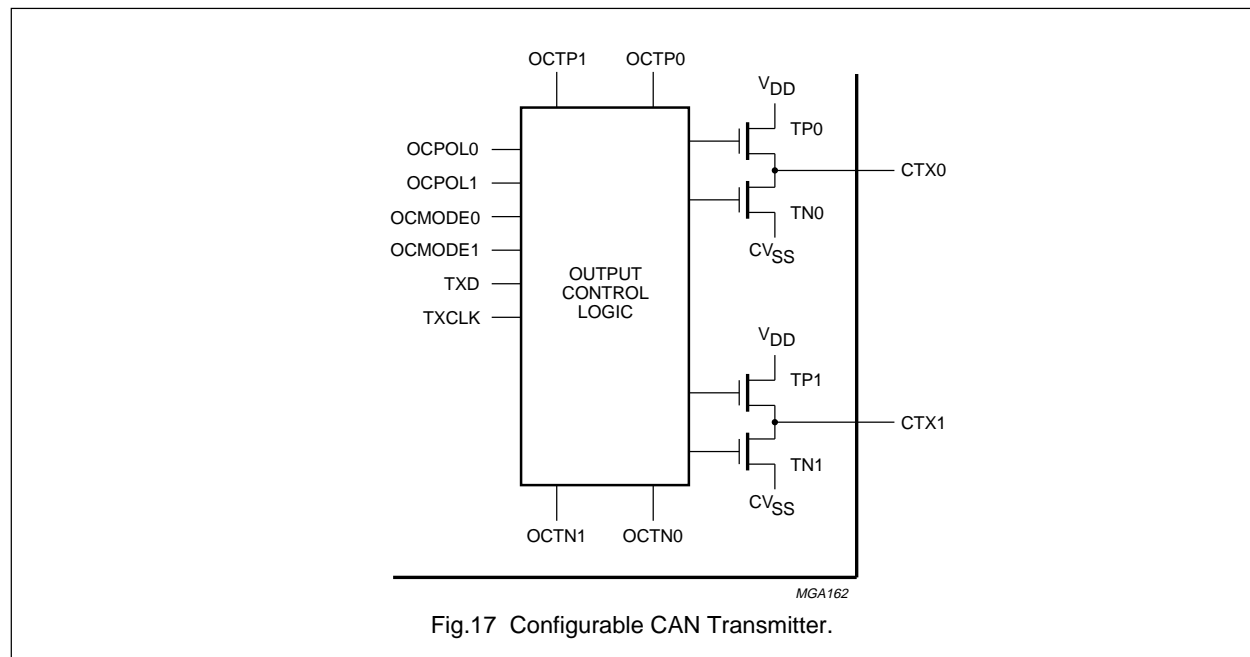 OCTP1 OCTP0
VDD
TP0
OCPOL0
OCPOL1
OCMODE0
OCMODE1
TXD
TXCLK
CTX0
TN0
CVSS
OUTPUT
CONTROL
LOGIC
VDD
TP1
CTX1
TN1
CVSS
OCTN1 OCTN0
MGA162
Fig.17 Configurable CAN Transmitter.